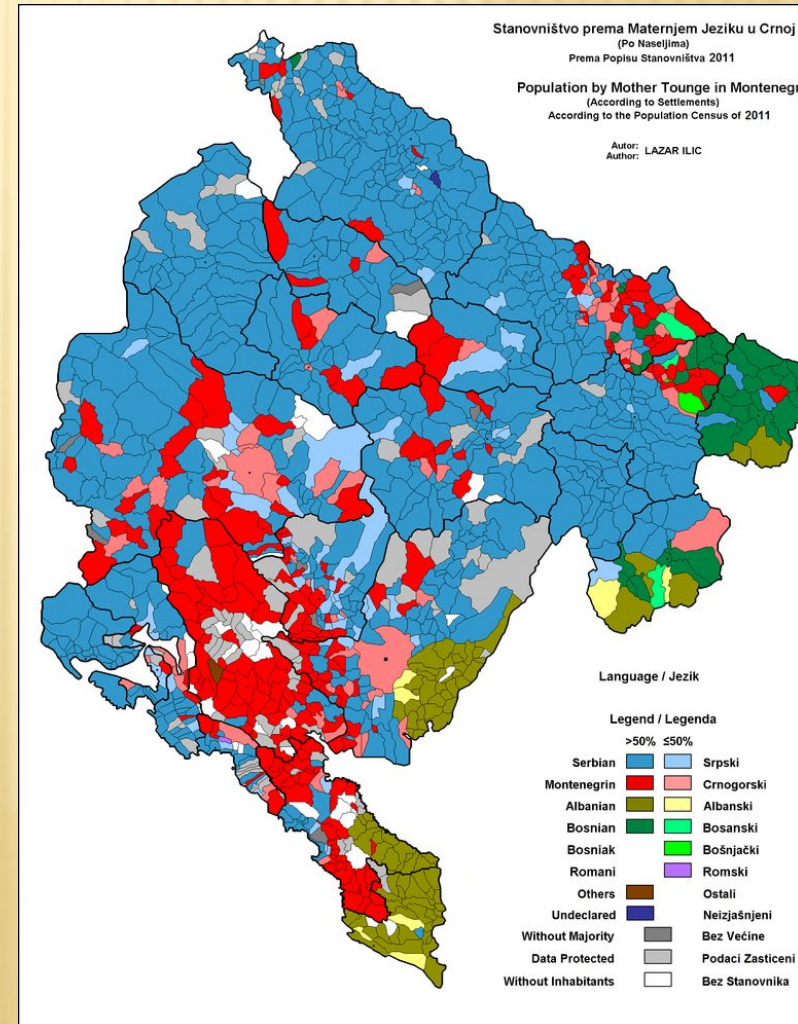 Stanovništvo prema Maternjem Jeziku u Crnoj
(Po Naseljima)
Prema Popisu Stanovništva 2011
Population by Mother Tounge in Montenegr
(According to Settlements)
According to the Population Census of 2011
Autor:
Author: LAZAR ILIC
Language / Jezik
Legend / Legenda
>50% ≤50%
Serbian Srpski
Montenegrin Crnogorski
Albanian Albanski
Bosnian Bosanski
Bosniak Bošnjački
Romani Romski
Others Ostali
Undeclared Neizjašnjeni
Without Majority Bez Većine
Data Protected Podaci Zasticeni
Without Inhabitants Bez Stanovnika